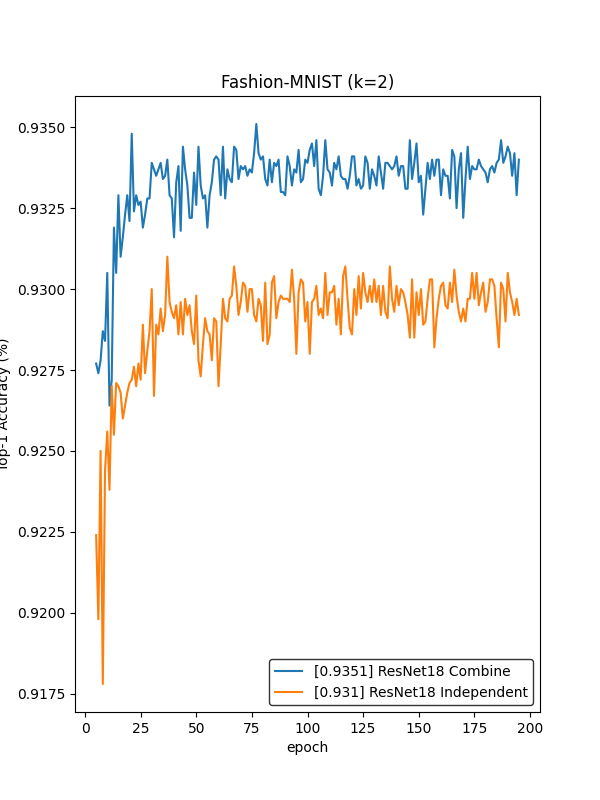 Fashion-MNIST (k=2)
0.9350
0.9325
0.9300
0.9275
0.9250
0.9225
0.9200
0.9175
Top-1 Accuracy (%)
[0.9351] ResNet18 Combine
[0.931] ResNet18 Independent
0 25 50 75 100 125 150 175 200
epoch